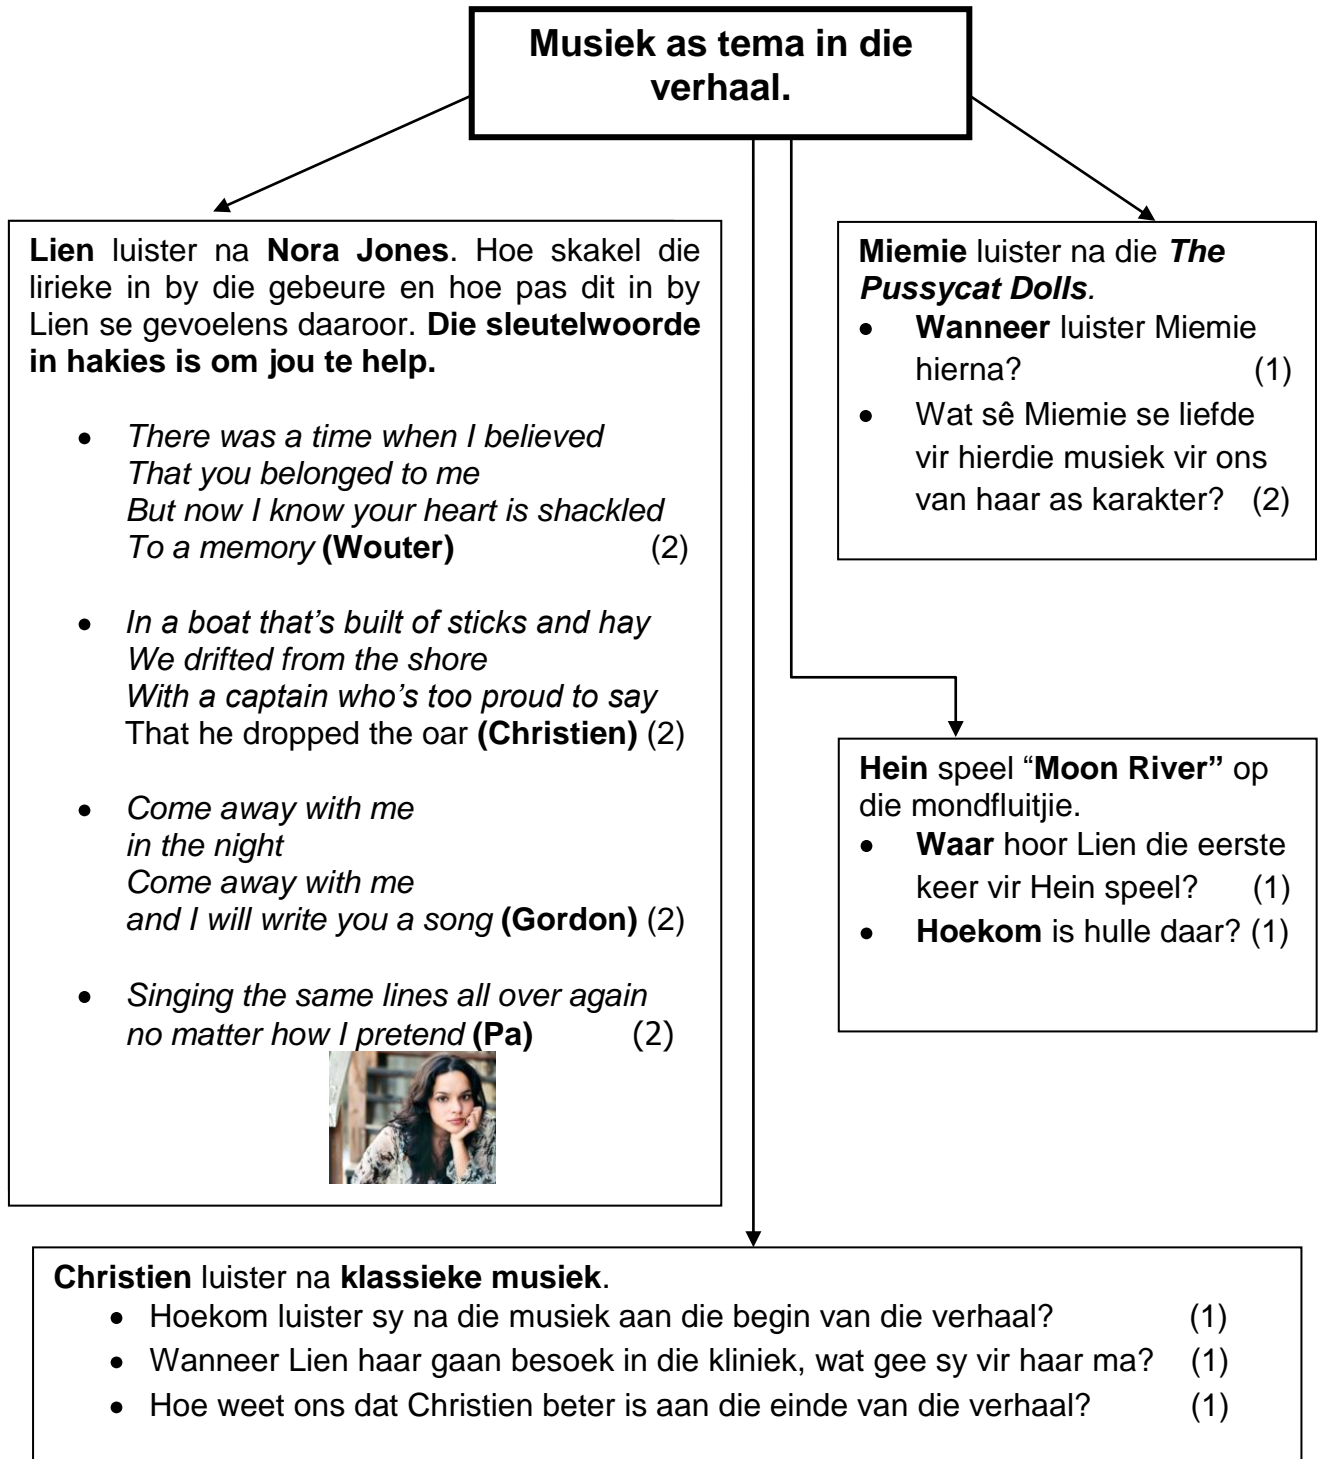 Musiek as tema in die
verhaal.
Lien luister na Nora Jones. Hoe skakel die
lirieke in by die gebeure en hoe pas dit in by
Lien se gevoelens daaroor. Die sleutelwoorde
in hakies is om jou te help.
• There was a time when I believed
That you belonged to me
But now I know your heart is shackled
To a memory (Wouter) (2)
• In a boat that's built of sticks and hay
We drifted from the shore
With a captain who's too proud to say
That he dropped the oar (Christien) (2)
• Come away with me
in the night
Come away with me
and I will write you a song (Gordon) (2)
• Singing the same lines all over again
no matter how I pretend (Pa) (2)
Miemie luister na die The
Pussycat Dolls.
• Wanneer luister Miemie
hierna? (1)
• Wat sê Miemie se liefde
vir hierdie musiek vir ons
van haar as karakter? (2)
Hein speel “Moon River” op
die mondfluitjie.
• Waar hoor Lien die eerste
keer vir Hein speel? (1)
• Hoekom is hulle daar? (1)
Christien luister na klassieke musiek.
• Hoekom luister sy na die musiek aan die begin van die verhaal? (1)
• Wanneer Lien haar gaan besoek in die kliniek, wat gee sy vir haar ma? (1)
• Hoe weet ons dat Christien beter is aan die einde van die verhaal? (1)